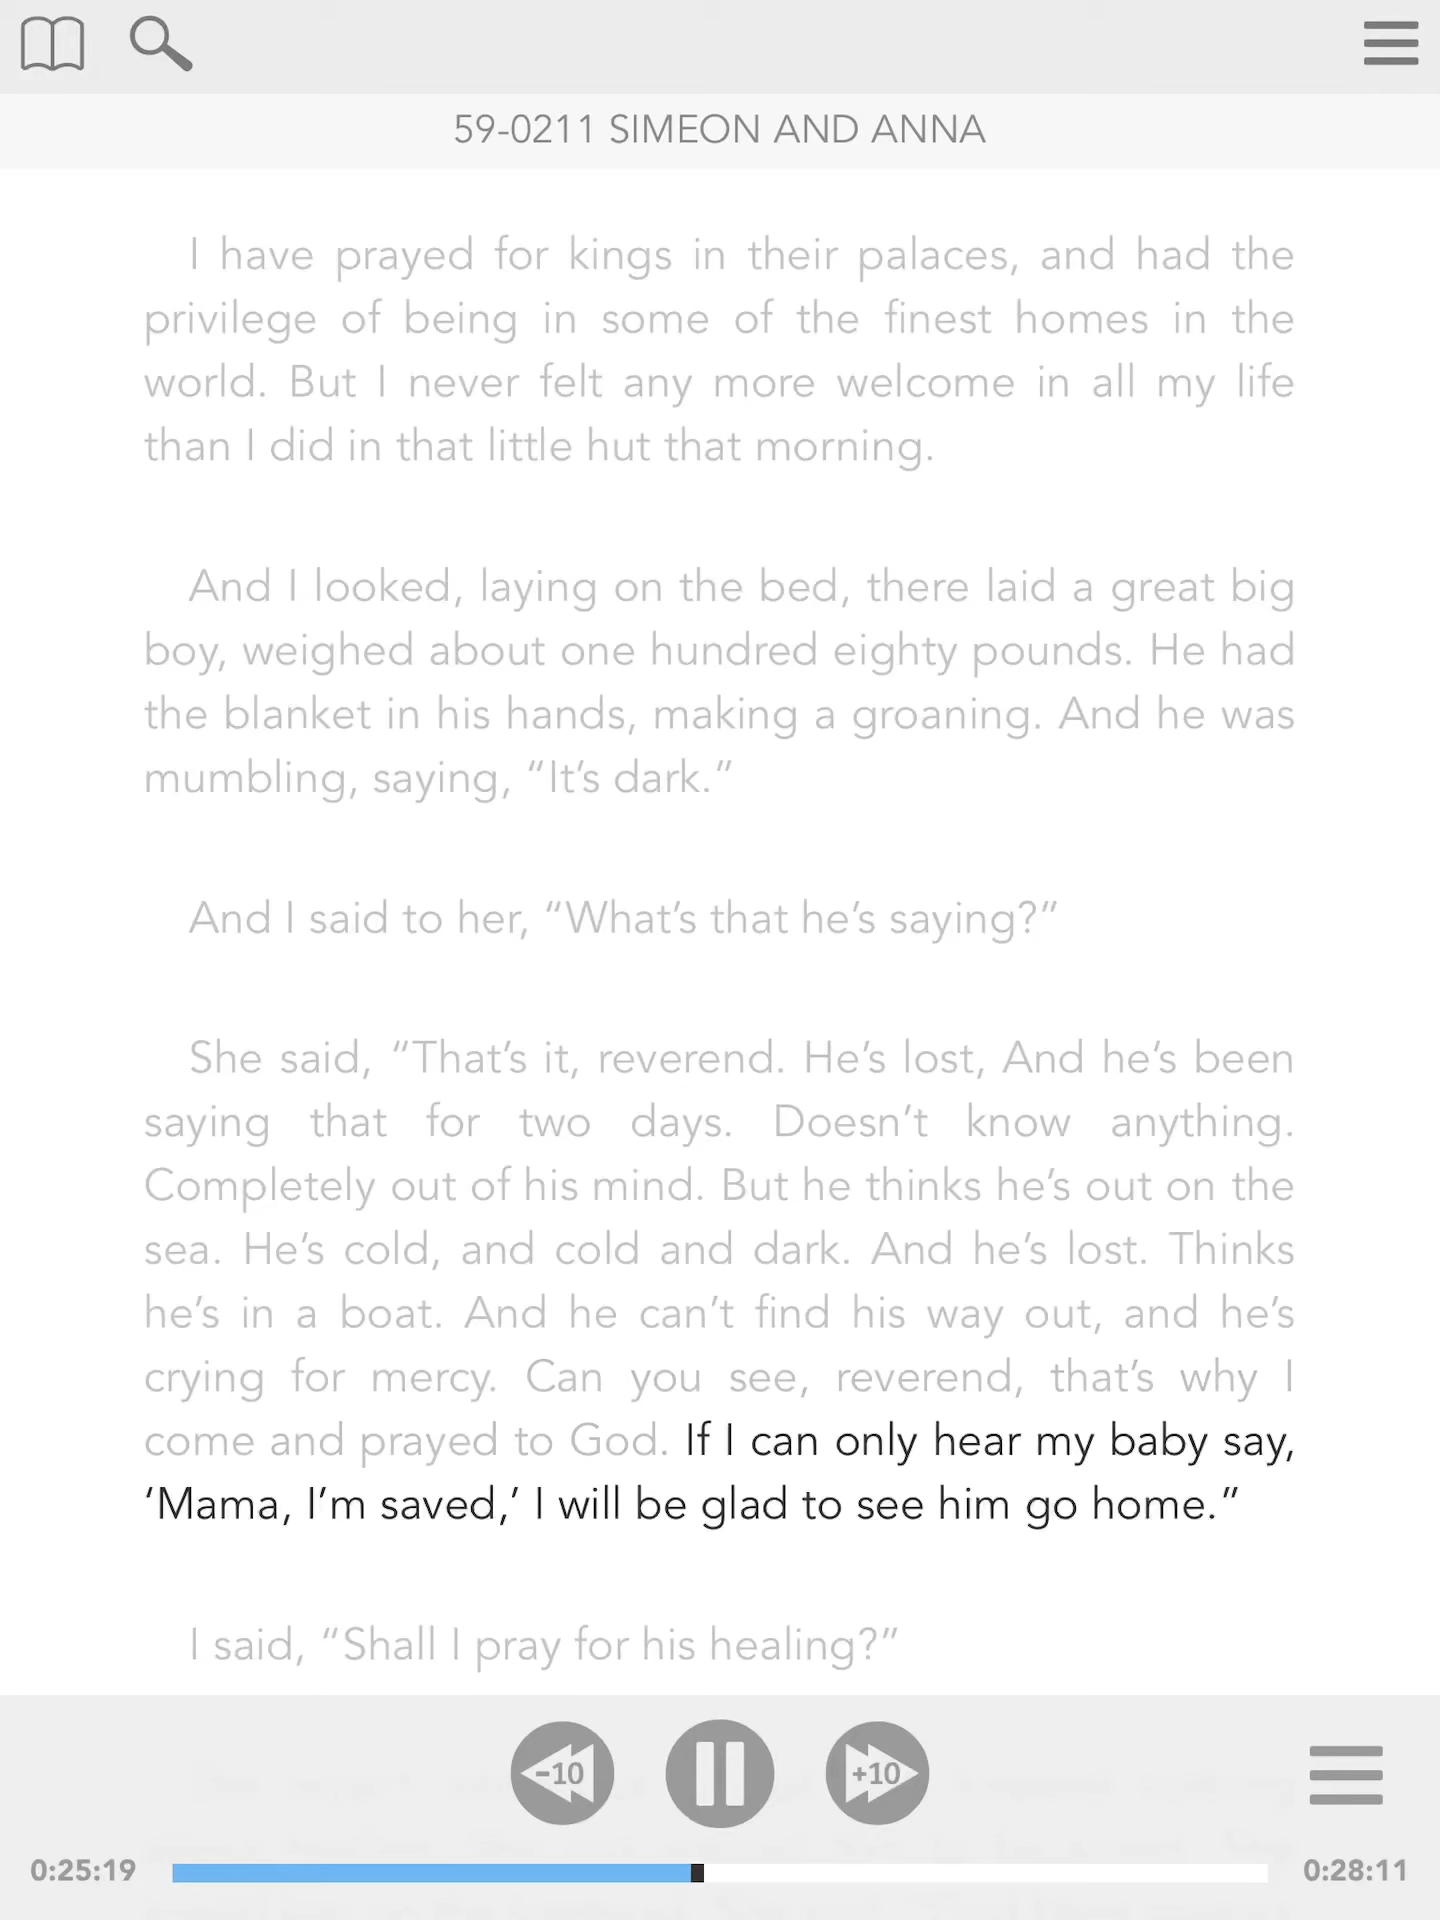 59-0211 SIMEON AND ANNA
I have prayed for kings in their palaces, and had the
privilege of being in some of the finest homes in the
world. But I never felt any more welcome in all my life
than I did in that little hut that morning.
And I looked, laying on the bed, there laid a great big
boy, weighed about one hundred eighty pounds. He had
the blanket in his hands, making a groaning. And he was
mumbling, saying, “It’s dark.”
And I said to her, “What’s that he’s saying?”
She said, “That’s it, reverend. He’s lost, And he’s been
saying that for two days. Doesn’t know anything.
Completely out of his mind. But he thinks he’s out on the
sea. He’s cold, and cold and dark. And he’s lost. Thinks
he’s in a boat. And he can’t find his way out, and he’s
crying for mercy. Can you see, reverend, that’s why I
come and prayed to God. If I can only hear my baby say,
‘Mama, I’m saved,’ I will be glad to see him go home.”
I said, “Shall I pray for his healing?”
-10
+10
0:25:19
0:28:11